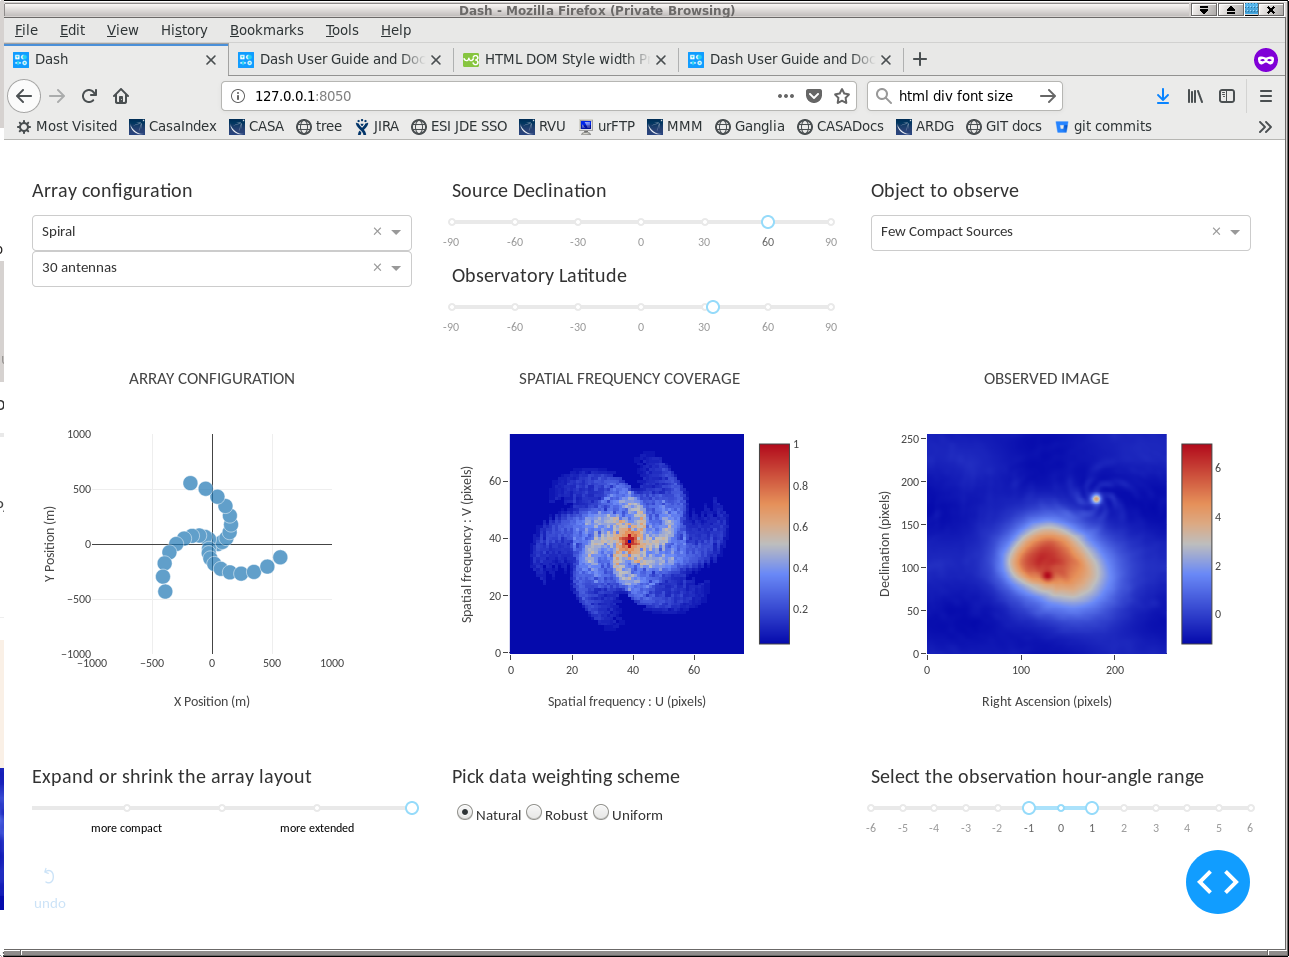 Dash - Mozilla Firefox (Private Browsing)
File Edit View History Bookmarks Tools Help
Dash
Dash User Guide and Doc
HTML DOM Style width P
Dash User Guide and Doc
127.0.0.1:8050
html div font size
Most Visited CasaIndex CASA tree JIRA ESI JDE SSO RVU urFTP MMM Ganglia CASADocs ARDG GIT docs git commits
Array configuration
Spiral
30 antennas
Source Declination
-90 -60 -30 0 30 60 90
Observatory Latitude
-90 -60 -30 0 30 60 90
Object to observe
Few Compact Sources
ARRAY CONFIGURATION
1000
500
0
−500
−1000
−1000 −500 0 500 1000
Y Position (m)
X Position (m)
SPATIAL FREQUENCY COVERAGE
60
40
20
0
0 20 40 60
Spatial frequency : V (pixels)
Spatial frequency : U (pixels)
1
0.8
0.6
0.4
0.2
OBSERVED IMAGE
250
200
150
100
50
0
0 100 200
Declination (pixels)
Right Ascension (pixels)
6
4
2
0
Expand or shrink the array layout
more compact more extended
Pick data weighting scheme
Natural Robust Uniform
Select the observation hour-angle range
-6 -5 -4 -3 -2 -1 0 1 2 3 4 5 6
undo